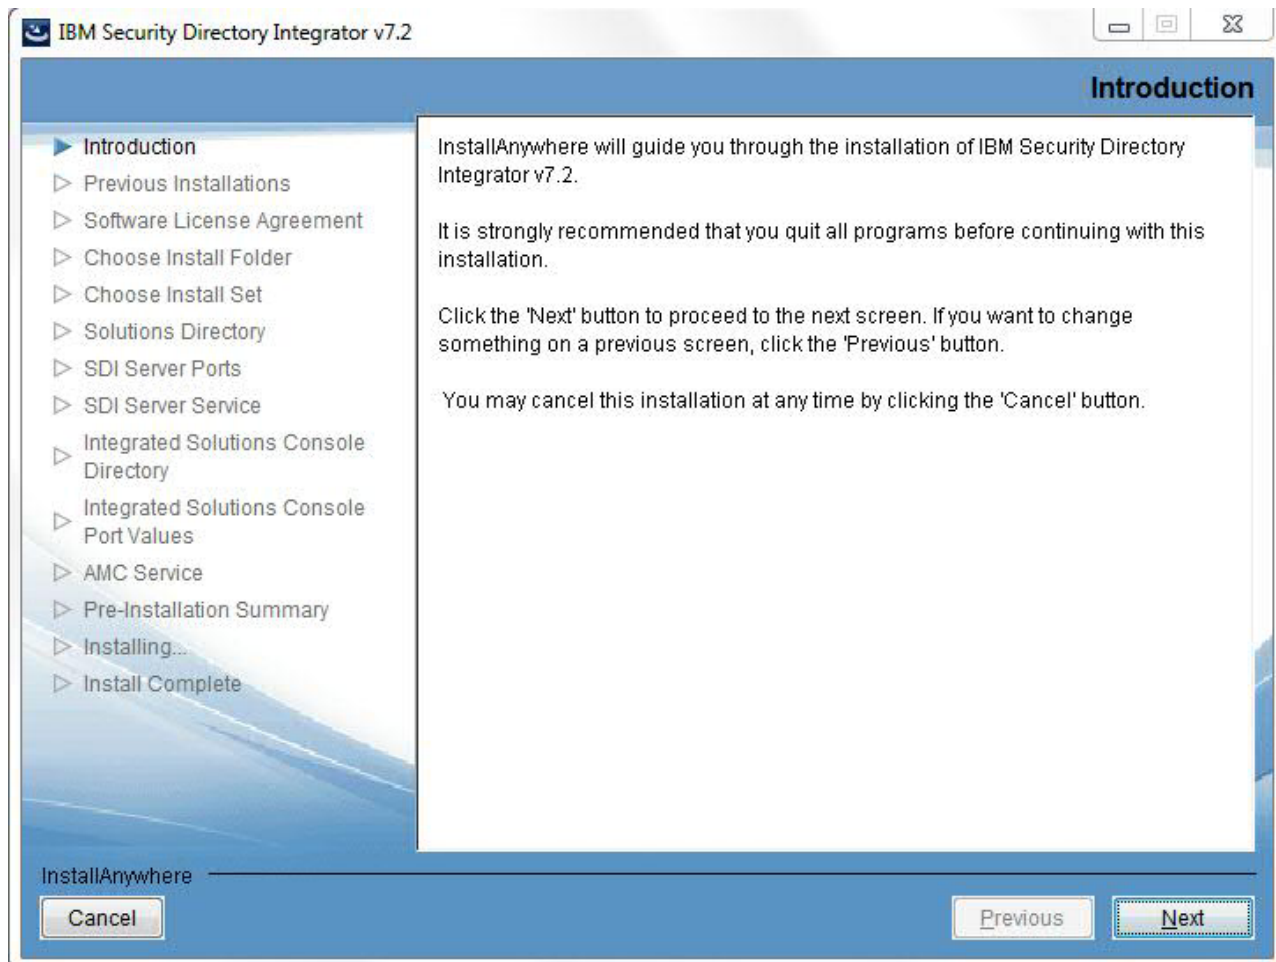 IBM Security Directory Integrator v7.2
Introduction
Introduction
Previous Installations
Software License Agreement
Choose Install Folder
Choose Install Set
Solutions Directory
SDI Server Ports
SDI Server Service
Integrated Solutions Console
Directory
Integrated Solutions Console
Port Values
AMC Service
Pre-Installation Summary
Installing...
Install Complete
InstallAnywhere will guide you through the installation of IBM Security Directory
Integrator v7.2.
It is strongly recommended that you quit all programs before continuing with this
installation.
Click the 'Next' button to proceed to the next screen. If you want to change
something on a previous screen, click the 'Previous' button.
You may cancel this installation at any time by clicking the 'Cancel' button.
InstallAnywhere
Cancel
Previous
Next